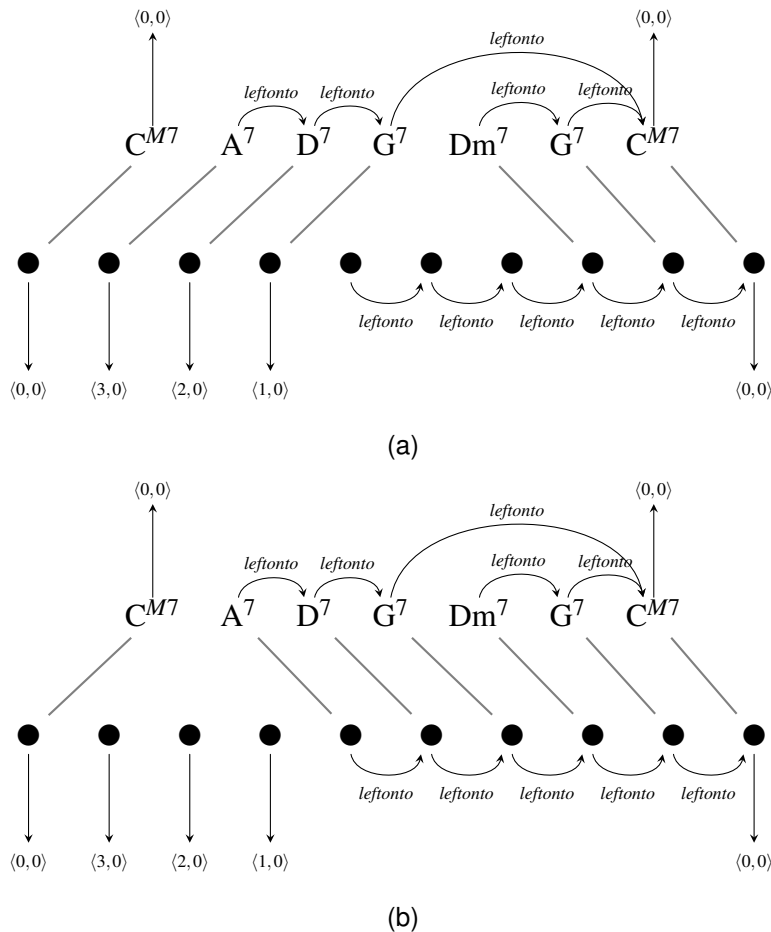 ⟨0,0⟩ ⟨0,0⟩
leftonto
leftonto leftonto leftonto leftonto
C^{M7} A^7 D^7 G^7 Dm^7 G^7 C^{M7}
leftonto leftonto leftonto leftonto leftonto
⟨0,0⟩ ⟨3,0⟩ ⟨2,0⟩ ⟨1,0⟩ ⟨0,0⟩
(a)
⟨0,0⟩ ⟨0,0⟩
leftonto
leftonto leftonto leftonto leftonto
C^{M7} A^7 D^7 G^7 Dm^7 G^7 C^{M7}
leftonto leftonto leftonto leftonto leftonto
⟨0,0⟩ ⟨3,0⟩ ⟨2,0⟩ ⟨1,0⟩ ⟨0,0⟩
(b)